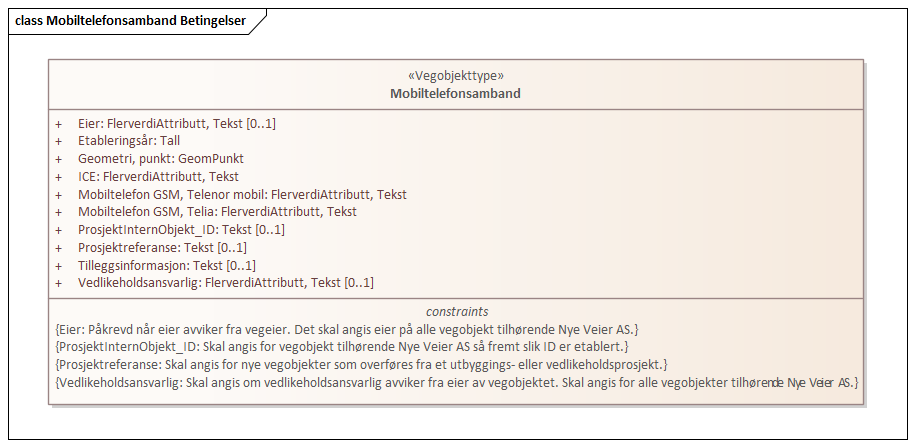 class Mobiltelefonsamband Betingelser
«Vegobjekttype»
Mobiltelefonsamband
+ Eier: FlerverdiAttributt, Tekst [0..1]
+ Etableringsår: Tall
+ Geometri, punkt: GeomPunkt
+ ICE: FlerverdiAttributt, Tekst
+ Mobiltelefon GSM, Telenor mobil: FlerverdiAttributt, Tekst
+ Mobiltelefon GSM, Telia: FlerverdiAttributt, Tekst
+ ProsjektInternObjekt_ID: Tekst [0..1]
+ Prosjektreferanse: Tekst [0..1]
+ Tilleggsinformasjon: Tekst [0..1]
+ Vedlikeholdsansvarlig: FlerverdiAttributt, Tekst [0..1]
constraints
{Eier: Påkrevd når eier avviker fra vegeier. Det skal angis eier på alle vegobjekt tilhørende Nye Veier AS.}
{ProsjektInternObjekt_ID: Skal angis for vegobjekt tilhørende Nye Veier AS så fremt slik ID er etablert.}
{Prosjektreferanse: Skal angis for nye vegobjekter som overføres fra et utbyggings- eller vedlikeholdsprosjekt.}
{Vedlikeholdsansvarlig: Skal angis om vedlikeholdsansvarlig avviker fra eier av vegobjektet. Skal angis for alle vegobjekter tilhørende Nye Veier AS.}